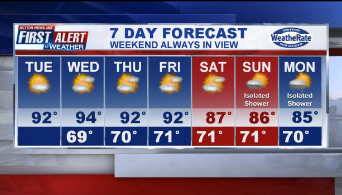 ACTION NEWS JAX
FIRST ALERT
WEATHER
7 DAY FORECAST
WEEKEND ALWAYS IN VIEW
WeatheRate
TUE WED THU FRI SAT SUN MON
Isolated Shower Isolated Shower
92° 94° 92° 92° 87° 86° 85°
69° 70° 71° 71° 71° 70°